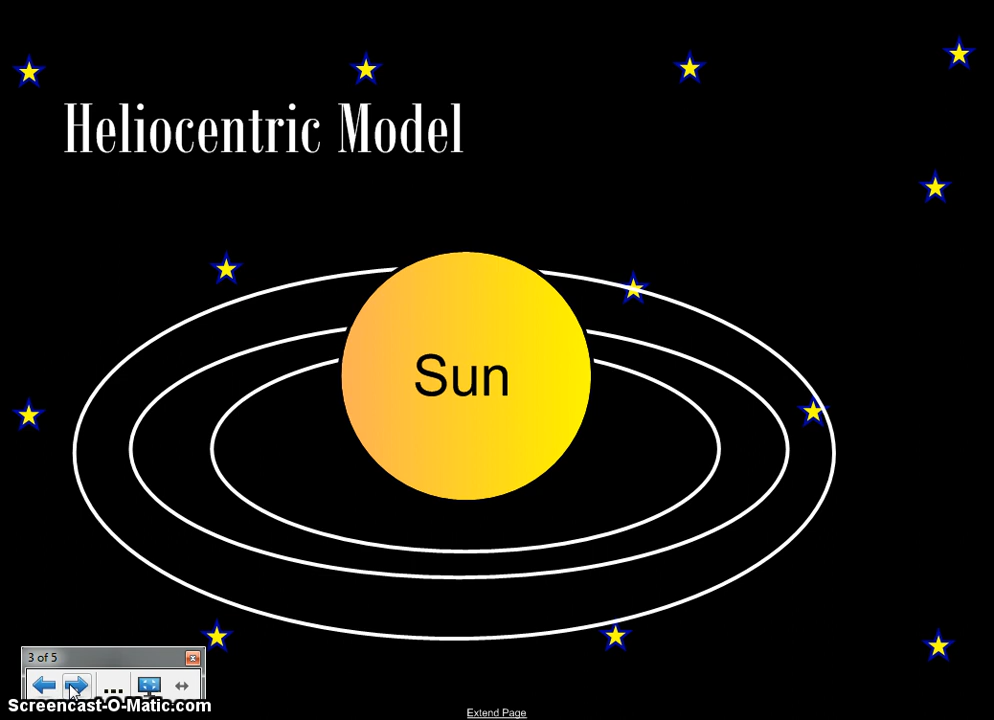 Heliocentric Model
Sun
3 of 5
Screencast-O-Matic.com
Extend Page